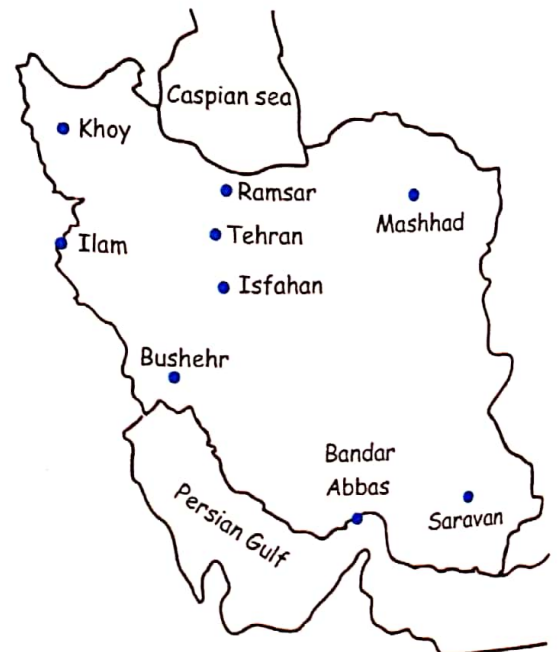 Caspian sea
Khoy
Ramsar
Mashhad
Tehran
Ilam
Isfahan
Bushehr
Bandar
Abbas
Persian Gulf
Saravan